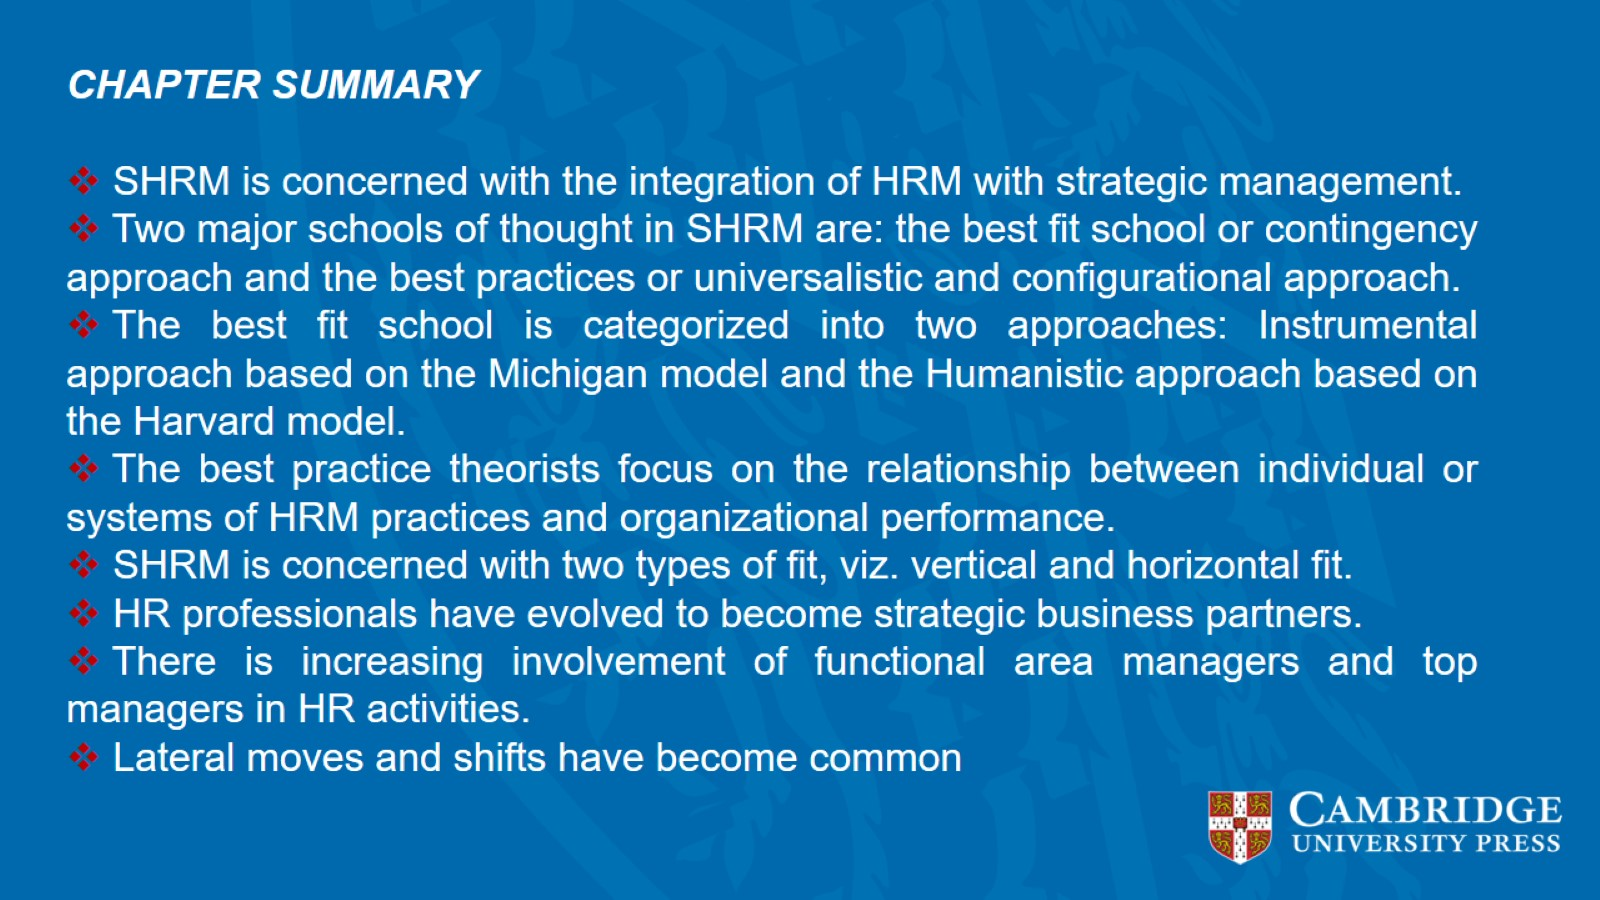 CHAPTER SUMMARY
❖ SHRM is concerned with the integration of HRM with strategic management.
❖ Two major schools of thought in SHRM are: the best fit school or contingency
approach and the best practices or universalistic and configurational approach.
❖ The best fit school is categorized into two approaches: Instrumental
approach based on the Michigan model and the Humanistic approach based on
the Harvard model.
❖ The best practice theorists focus on the relationship between individual or
systems of HRM practices and organizational performance.
❖ SHRM is concerned with two types of fit, viz. vertical and horizontal fit.
❖ HR professionals have evolved to become strategic business partners.
❖ There is increasing involvement of functional area managers and top
managers in HR activities.
❖ Lateral moves and shifts have become common
CAMBRIDGE
UNIVERSITY PRESS